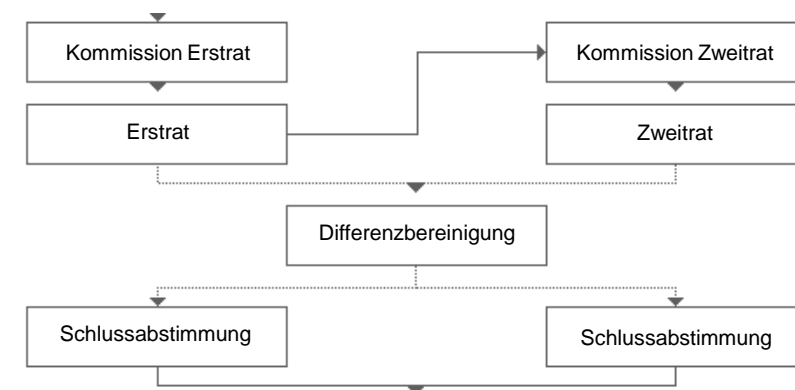 Kommission Erstrat
Kommission Zweitrat
Erstrat
Zweitrat
Differenzbereinigung
Schlussabstimmung
Schlussabstimmung